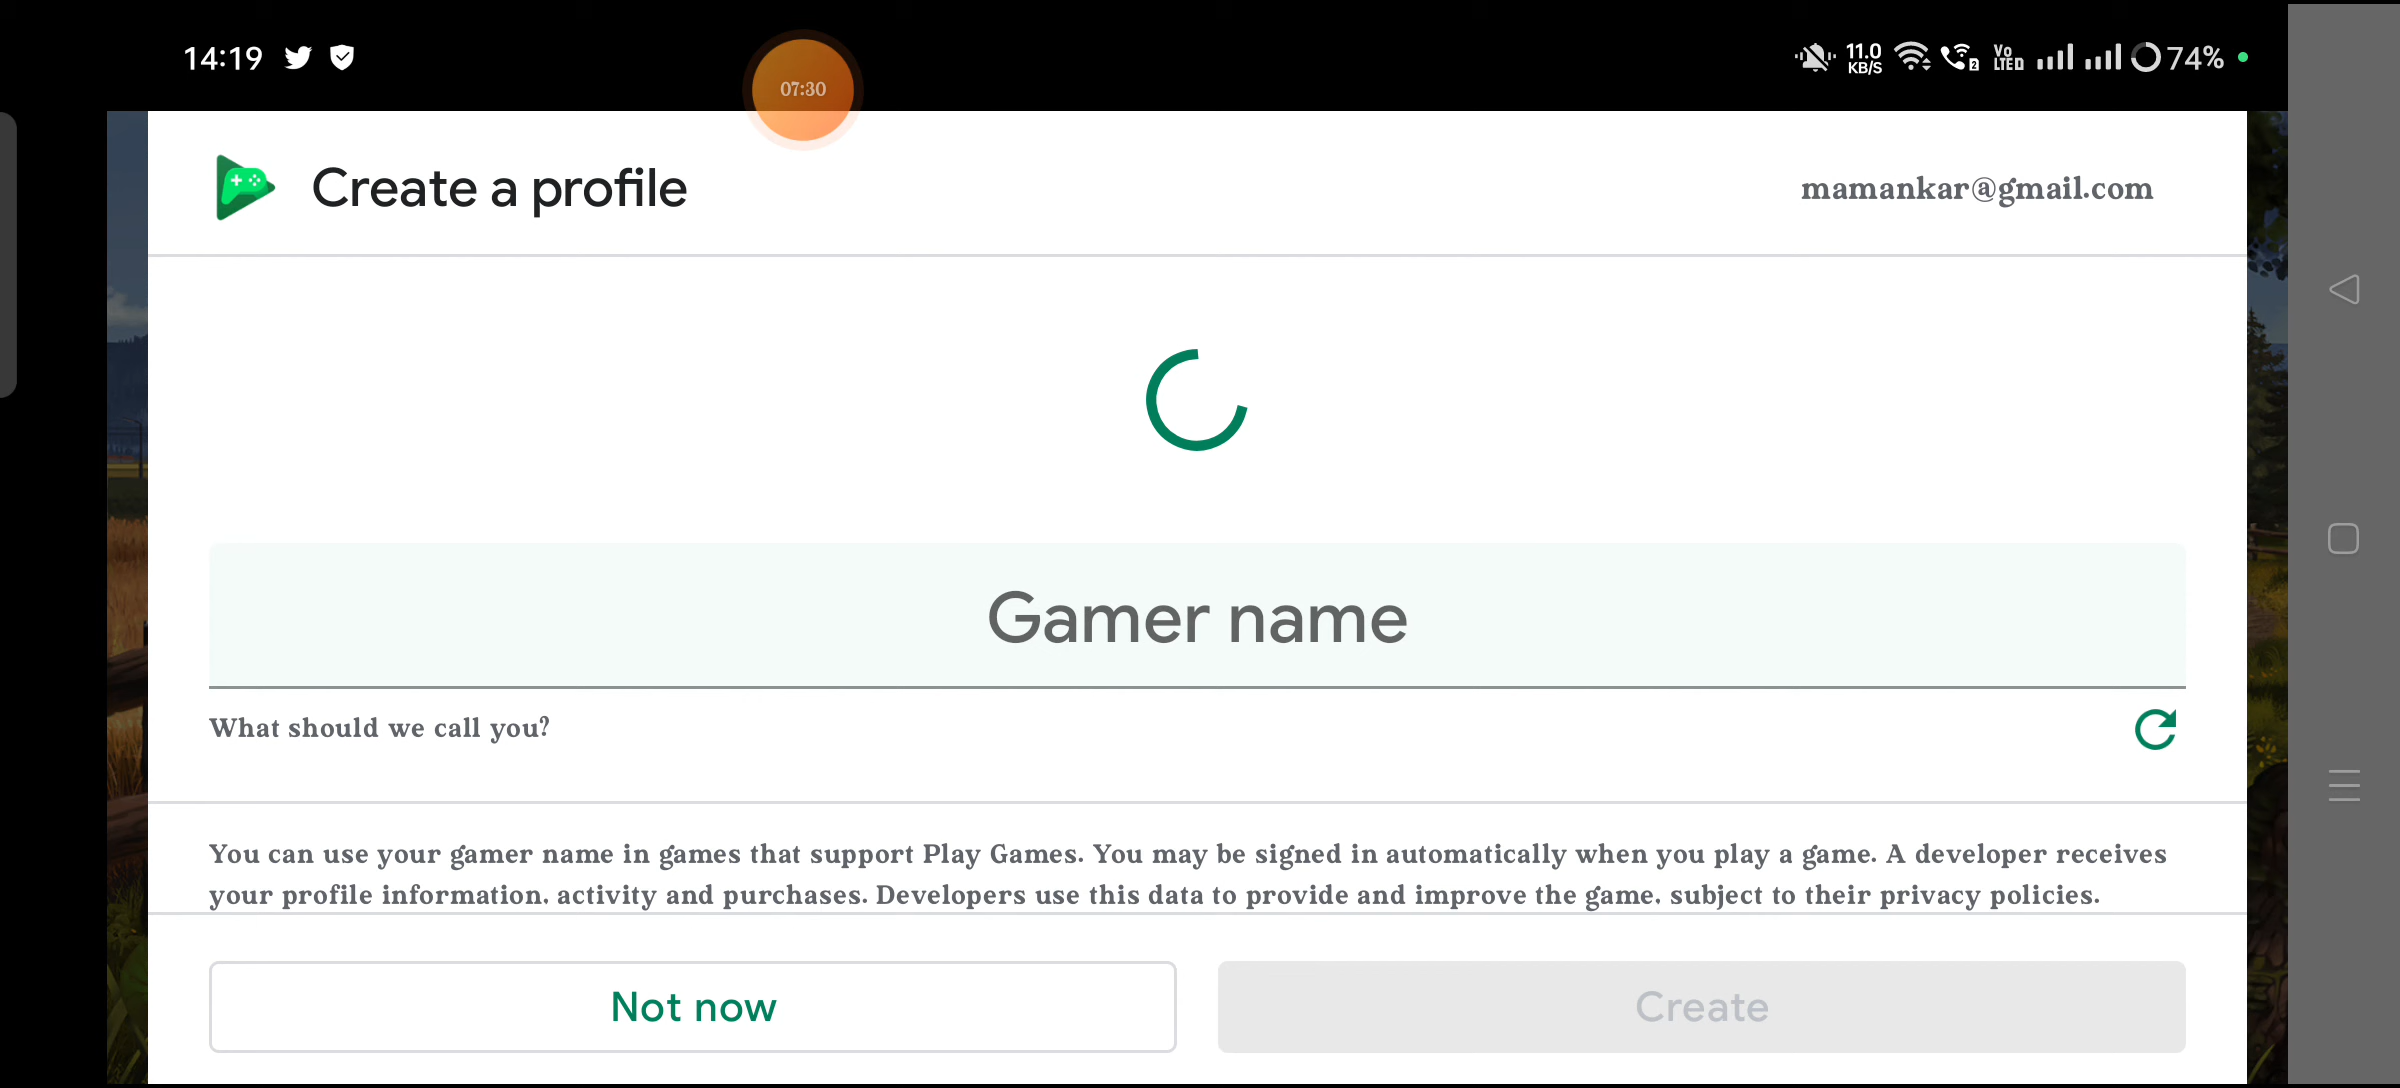 14:19
07:30
11.0
KB/S
2
Vo
LTED
74%
Create a profile
mamankar@gmail.com
Gamer name
What should we call you?
You can use your gamer name in games that support Play Games. You may be signed in automatically when you play a game. A developer receives
your profile information, activity and purchases. Developers use this data to provide and improve the game, subject to their privacy policies.
Not now
Create